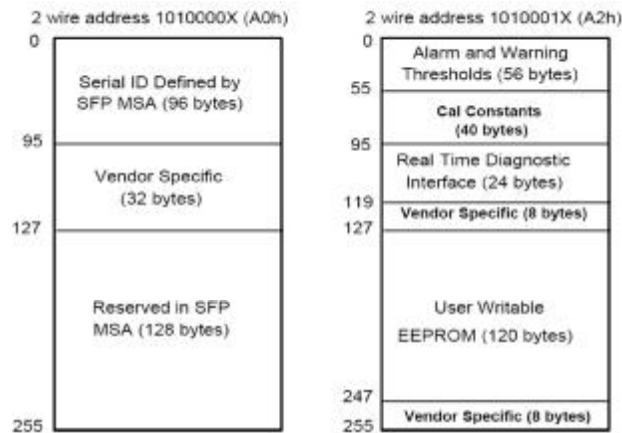 2 wire address 1010000X (A0h)
0
Serial ID Defined by
SFP MSA (96 bytes)
95
Vendor Specific
(32 bytes)
127
Reserved in SFP
MSA (128 bytes)
255
2 wire address 1010001X (A2h)
0
Alarm and Warning
Thresholds (56 bytes)
55
Cal Constants
(40 bytes)
95
Real Time Diagnostic
Interface (24 bytes)
119
Vendor Specific (8 bytes)
127
User Writable
EEPROM (120 bytes)
247
Vendor Specific (8 bytes)
255